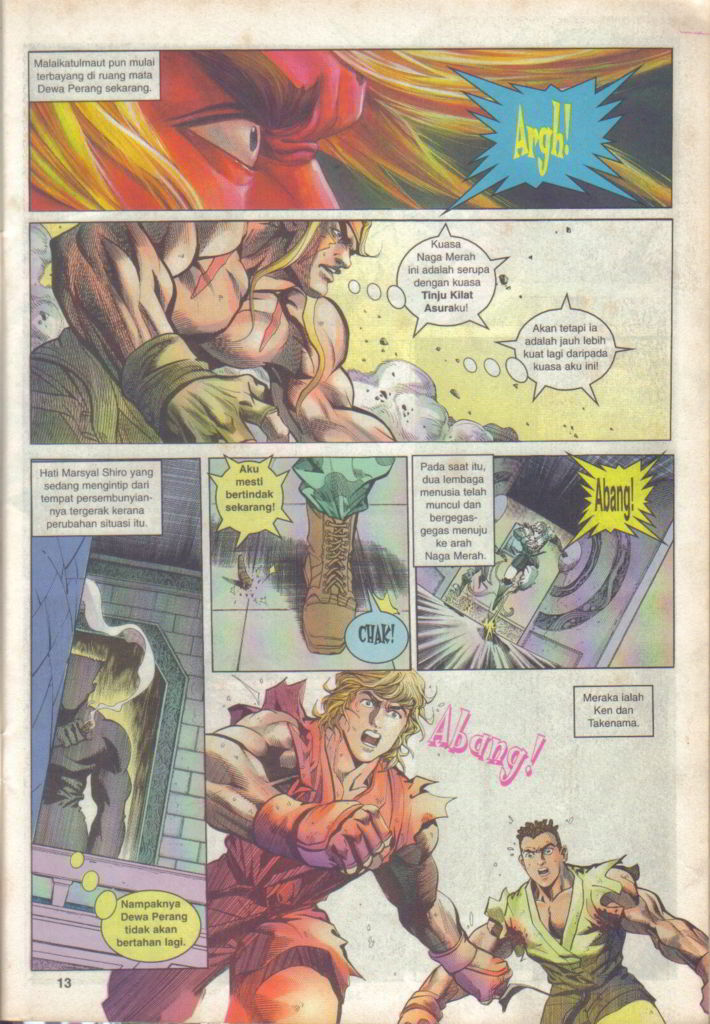 Malaikatulmaut pun mulai
terbayang di ruang mata
Dewa Perang sekarang.
Argh!
Kuasa
Naga Merah
ini adalah serupa
dengan kuasa
Tinju Kilat
Asuraku!
Akan tetapi ia
adalah jauh lebih
kuat lagi daripada
kuasa aku ini!
Hati Marsyal Shiro yang
sedang mengintip dari
tempat persembunyian-
nya tergerak kerana
perubahan situasi itu.
Nampaknya
Dewa Perang
tidak akan
bertahan lagi.
Aku
mesti
bertindak
sekarang!
CHAK!
Pada saat itu,
dua lembaga
menusia telah
muncul dan
bergegas-
gegas menuju
ke arah
Naga Merah.
Abang!
Abang!
Meraka ialah
Ken dan
Takenama.
13